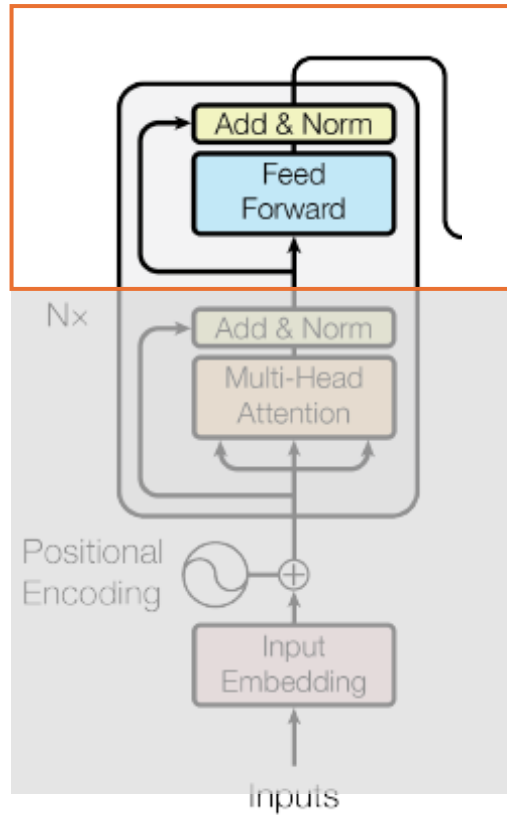 Add & Norm
Feed
Forward
Nx
Add & Norm
Multi-Head
Attention
Positional
Encoding
Input
Embedding
Inputs